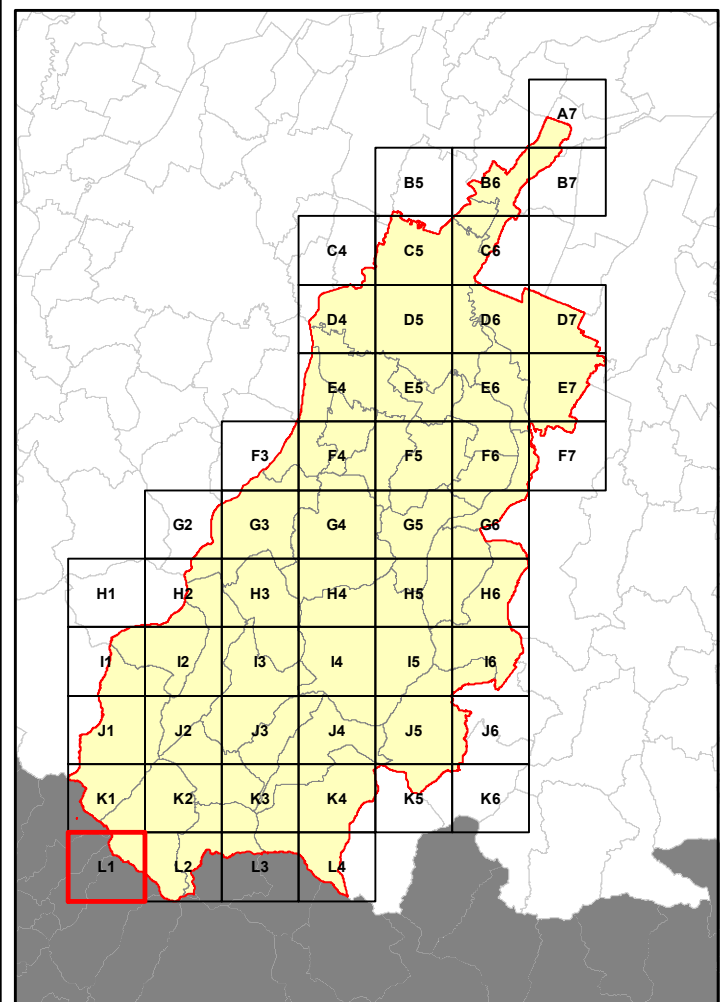 A7
B5 B6 B7
C4 C5 C6
D4 D5 D6 D7
E4 E5 E6 E7
F3 F4 F5 F6 F7
G2 G3 G4 G5 G6
H1 H2 H3 H4 H5 H6
I1 I2 I3 I4 I5 I6
J1 J2 J3 J4 J5 J6
K1 K2 K3 K4 K5 K6
L1 L2 L3 L4